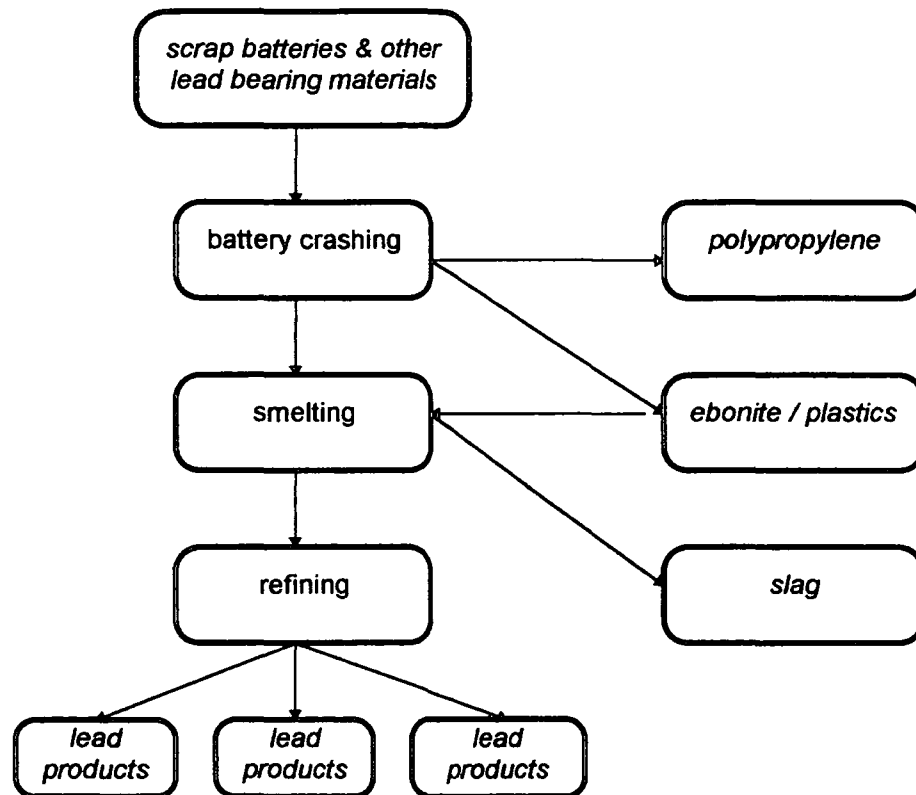 scrap batteries & other
lead bearing materials
battery crashing
polypropylene
smelting
ebonite / plastics
refining
slag
lead
products
lead
products
lead
products